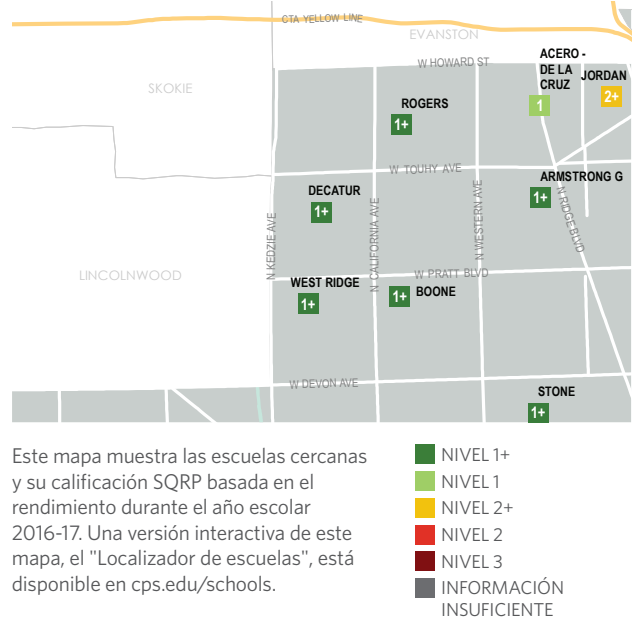 CTA YELLOW LINE
EVANSTON
W HOWARD ST
ACERO -
DE LA
CRUZ
JORDAN
SKOKIE
ROGERS
1
2+
1+
W TOUHY AVE
ARMSTRONG G
DECATUR
1+
1+
N KEDZIE AVE
N CALIFORNIA AVE
N WESTERN AVE
N RIDGE BLVD
LINCOLNWOOD
W PRATT BLVD
WEST RIDGE
BOONE
1+
1+
W DEVON AVE
STONE
1+
Este mapa muestra las escuelas cercanas
y su calificación SQRP basada en el
rendimiento durante el año escolar
2016-17. Una versión interactiva de este
mapa, el "Localizador de escuelas", está
disponible en cps.edu/schools.
NIVEL 1+
NIVEL 1
NIVEL 2+
NIVEL 2
NIVEL 3
INFORMACIÓN
INSUFICIENTE